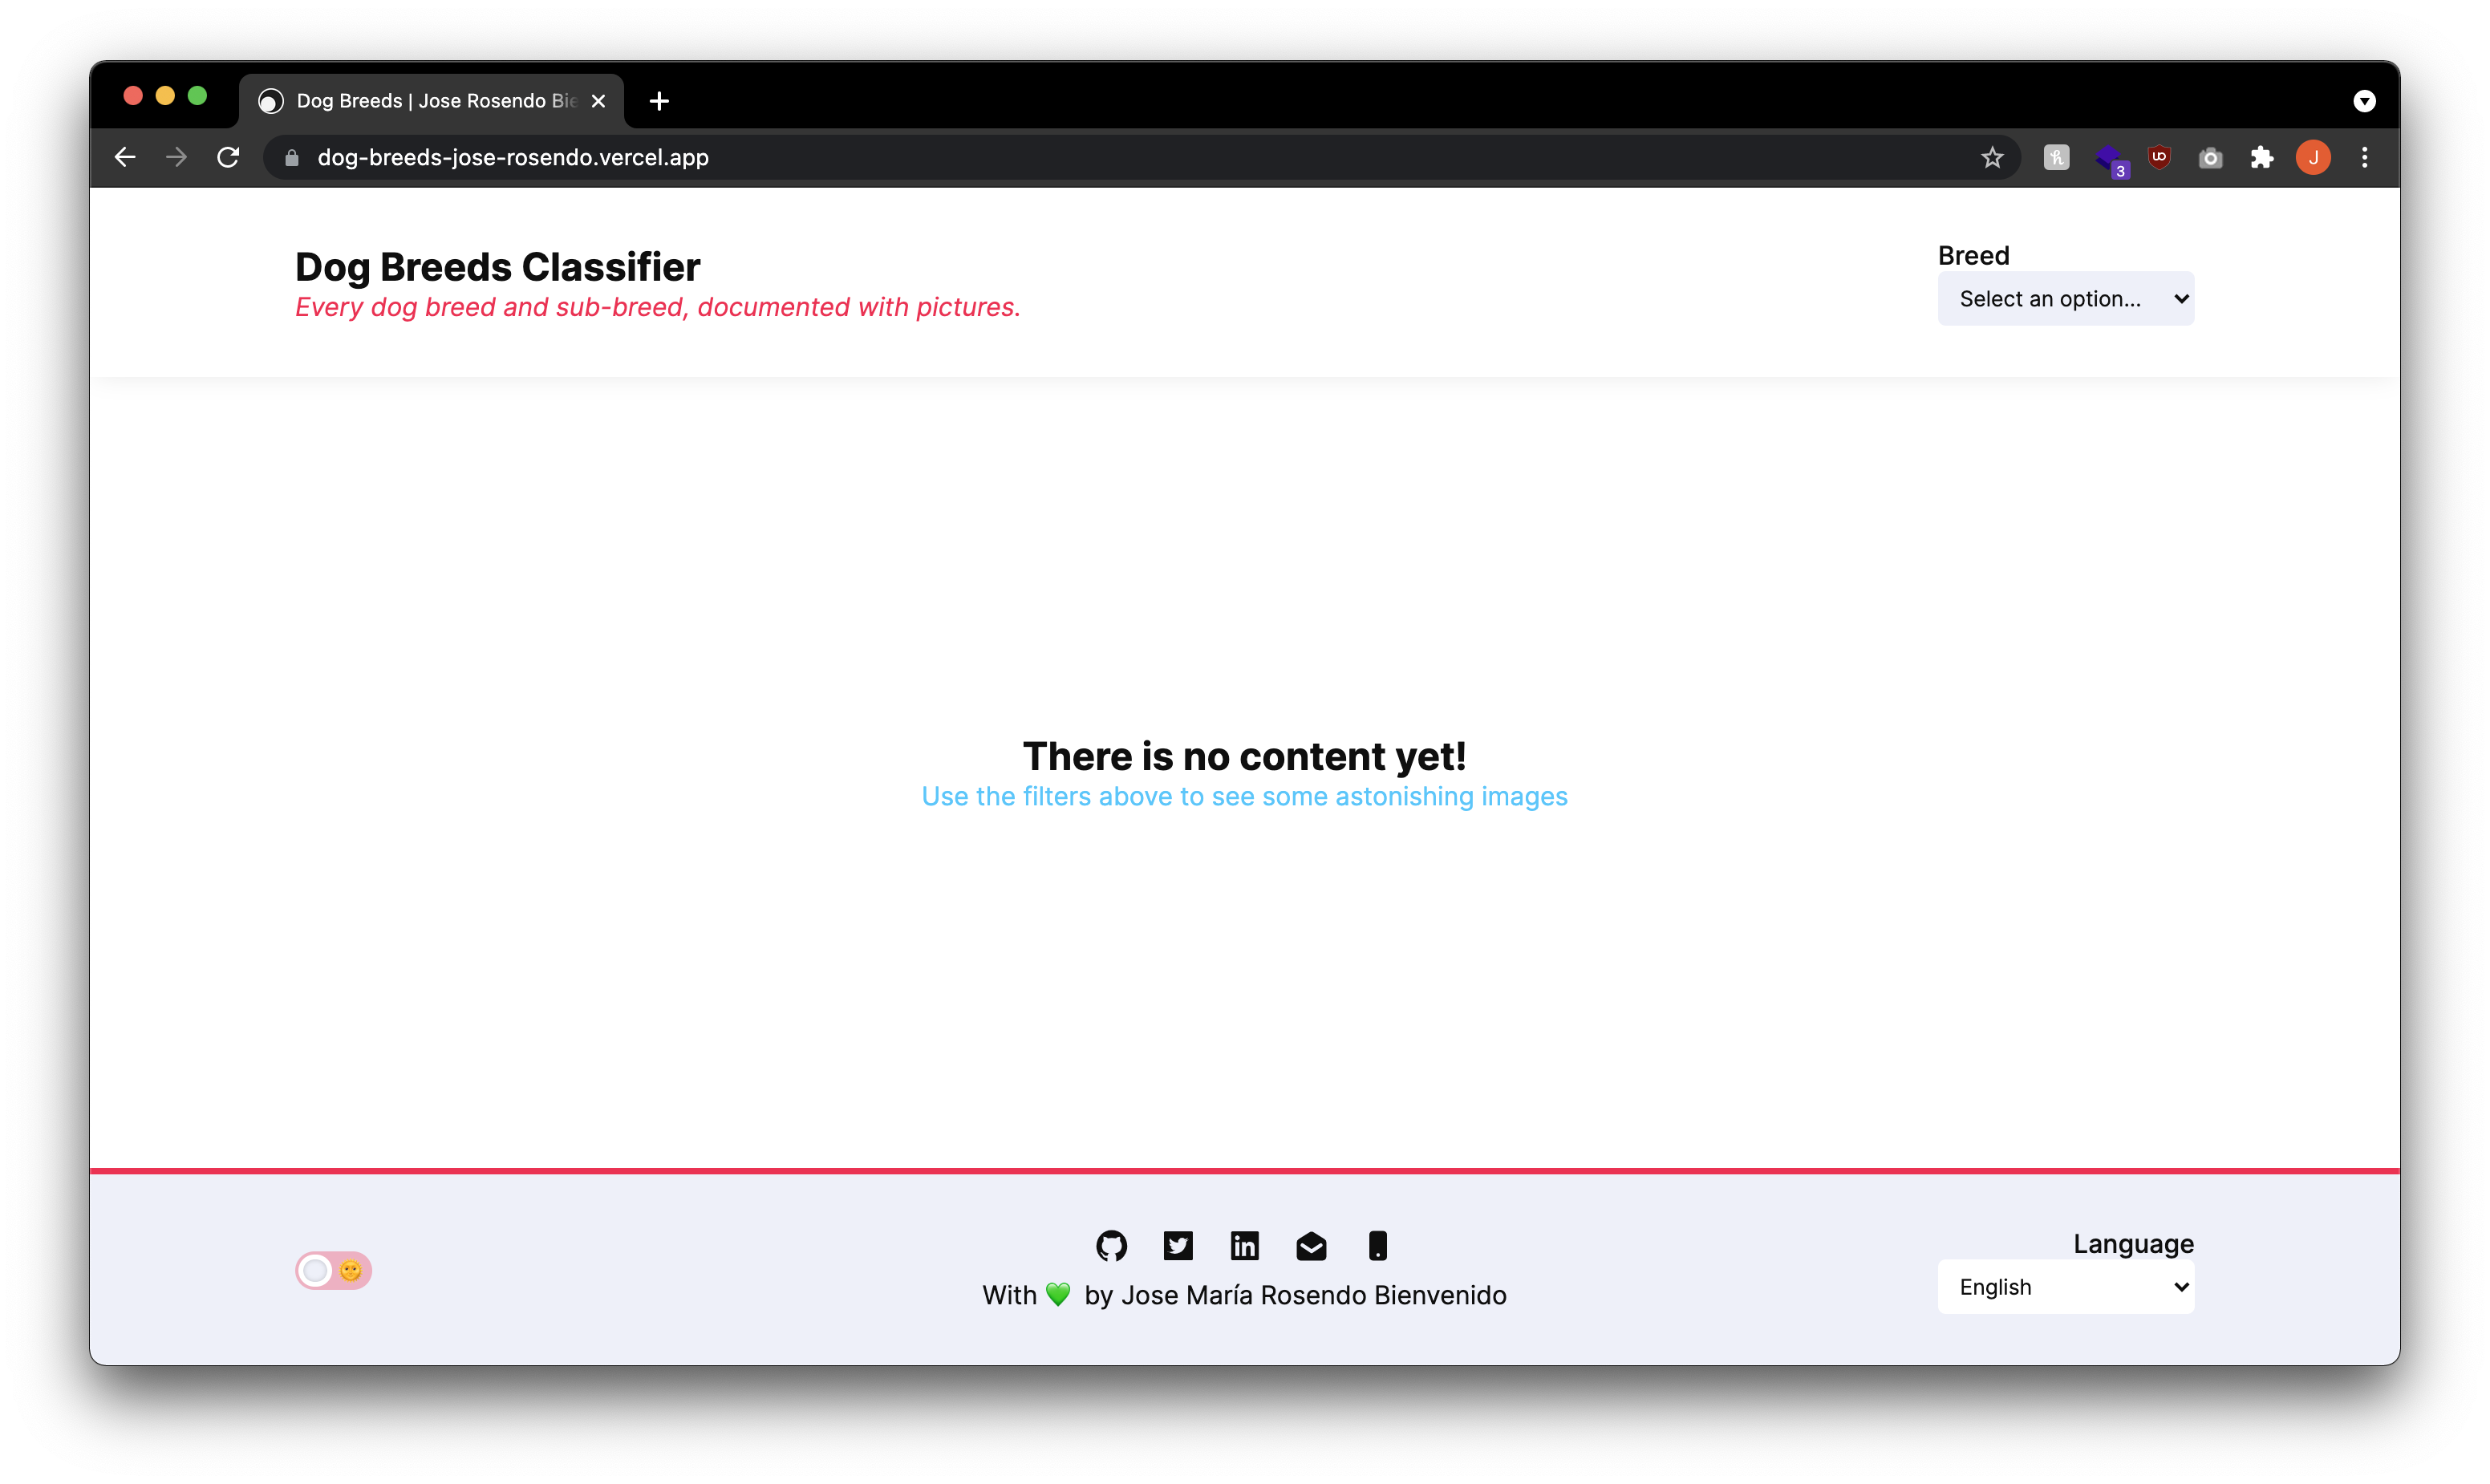 Dog Breeds | Jose Rosendo Bie
dog-breeds-jose-rosendo.vercel.app
3
J
Dog Breeds Classifier
Every dog breed and sub-breed, documented with pictures.
Breed
Select an option...
There is no content yet!
Use the filters above to see some astonishing images
With 💚 by Jose María Rosendo Bienvenido
Language
English